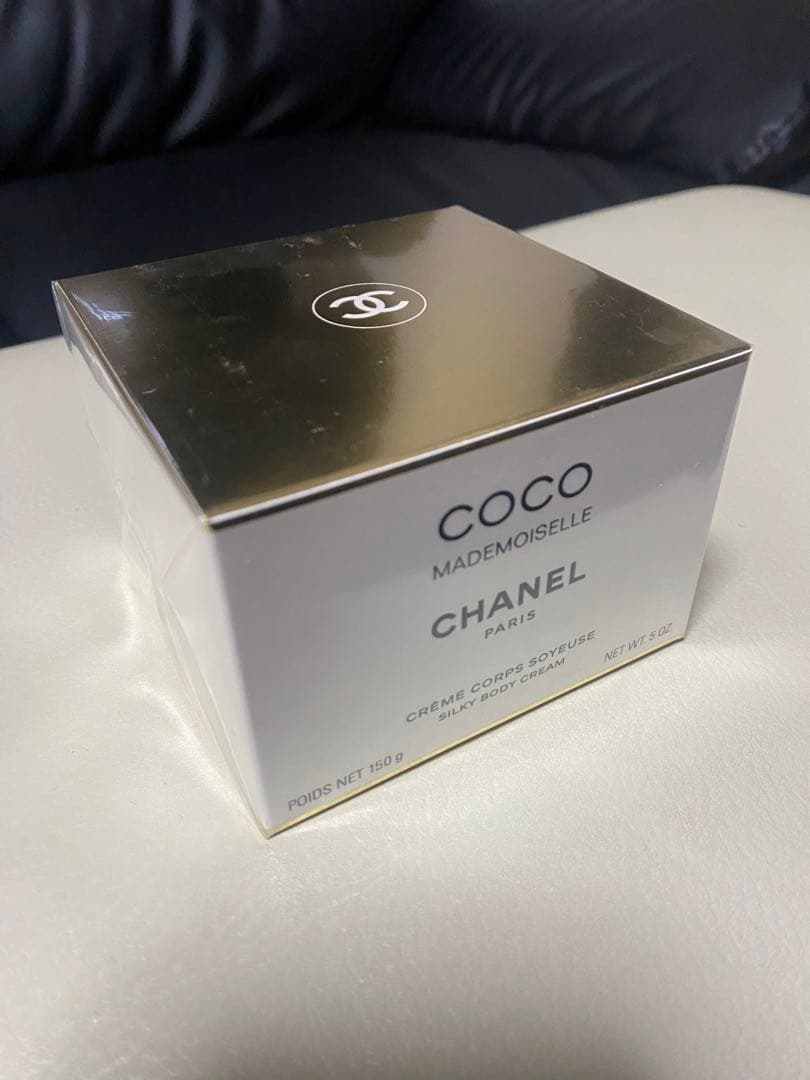 COCO
MADEMOISELLE
CHANEL
PARIS
CRÈME CORPS SOYEUSE
SILKY BODY CREAM
POIDS NET 150 g
NET WT. 5 OZ.